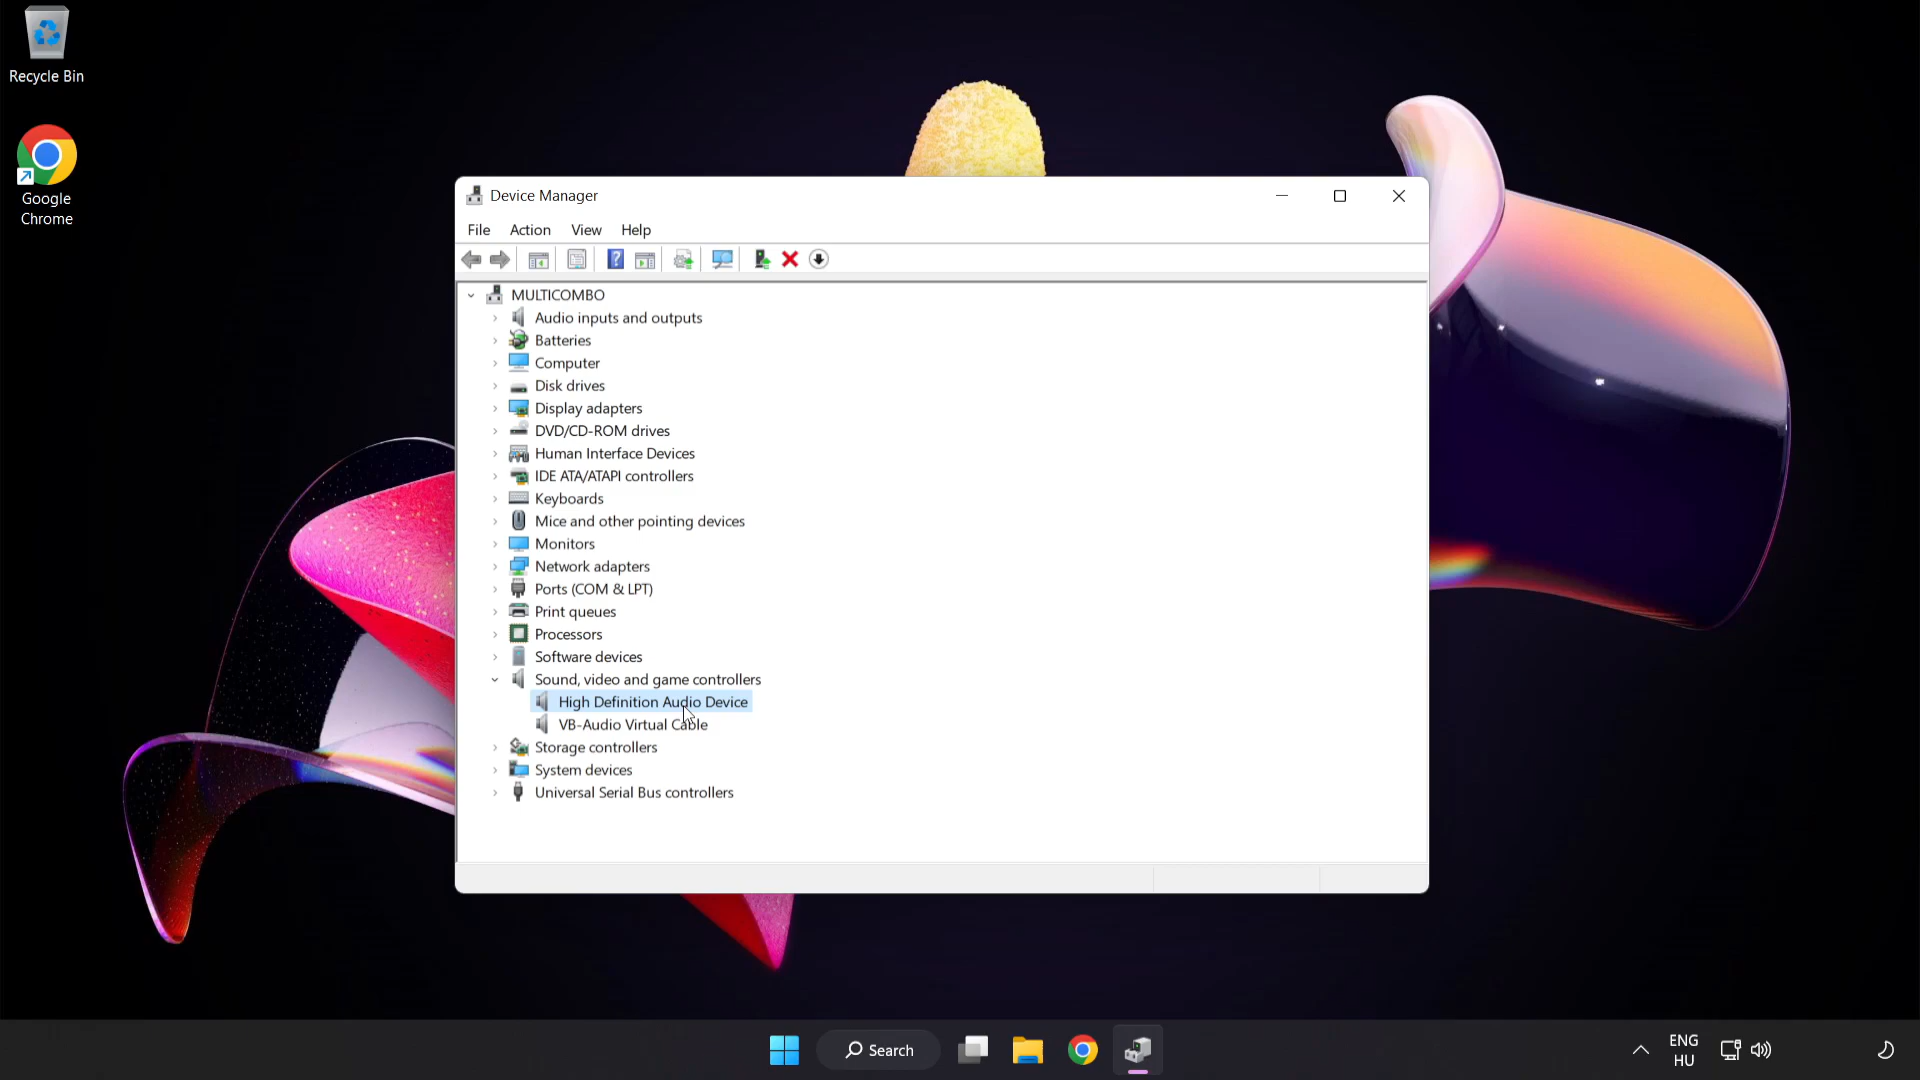 Recycle Bin
Google
Chrome
Device Manager
File Action View Help
MULTICOMBO
Audio inputs and outputs
Batteries
Computer
Disk drives
Display adapters
DVD/CD-ROM drives
Human Interface Devices
IDE ATA/ATAPI controllers
Keyboards
Mice and other pointing devices
Monitors
Network adapters
Ports (COM & LPT)
Print queues
Processors
Software devices
Sound, video and game controllers
High Definition Audio Device
VB-Audio Virtual Cable
Storage controllers
System devices
Universal Serial Bus controllers
Search
ENG
HU